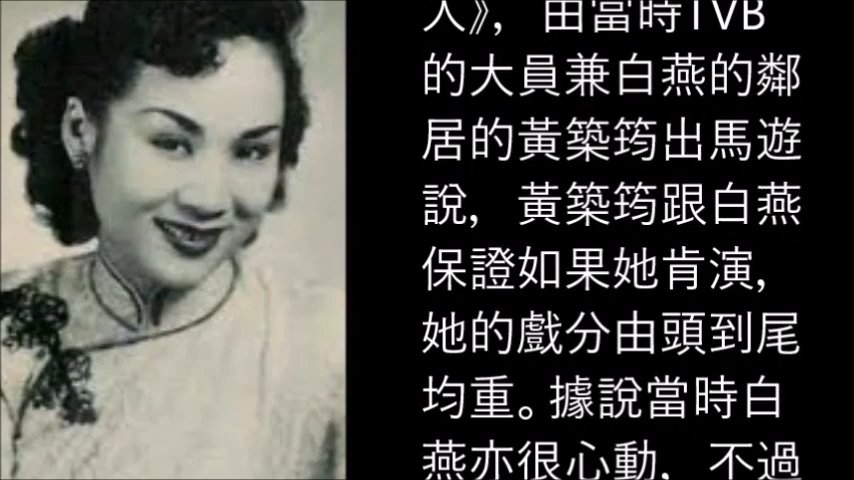 人》， 由當時TVB
的大員兼白燕的鄰
居的黃築筠出馬遊
說， 黃築筠跟白燕
保證如果她肯演，
她的戲分由頭到尾
均重。據說當時白
燕亦很心動， 不過